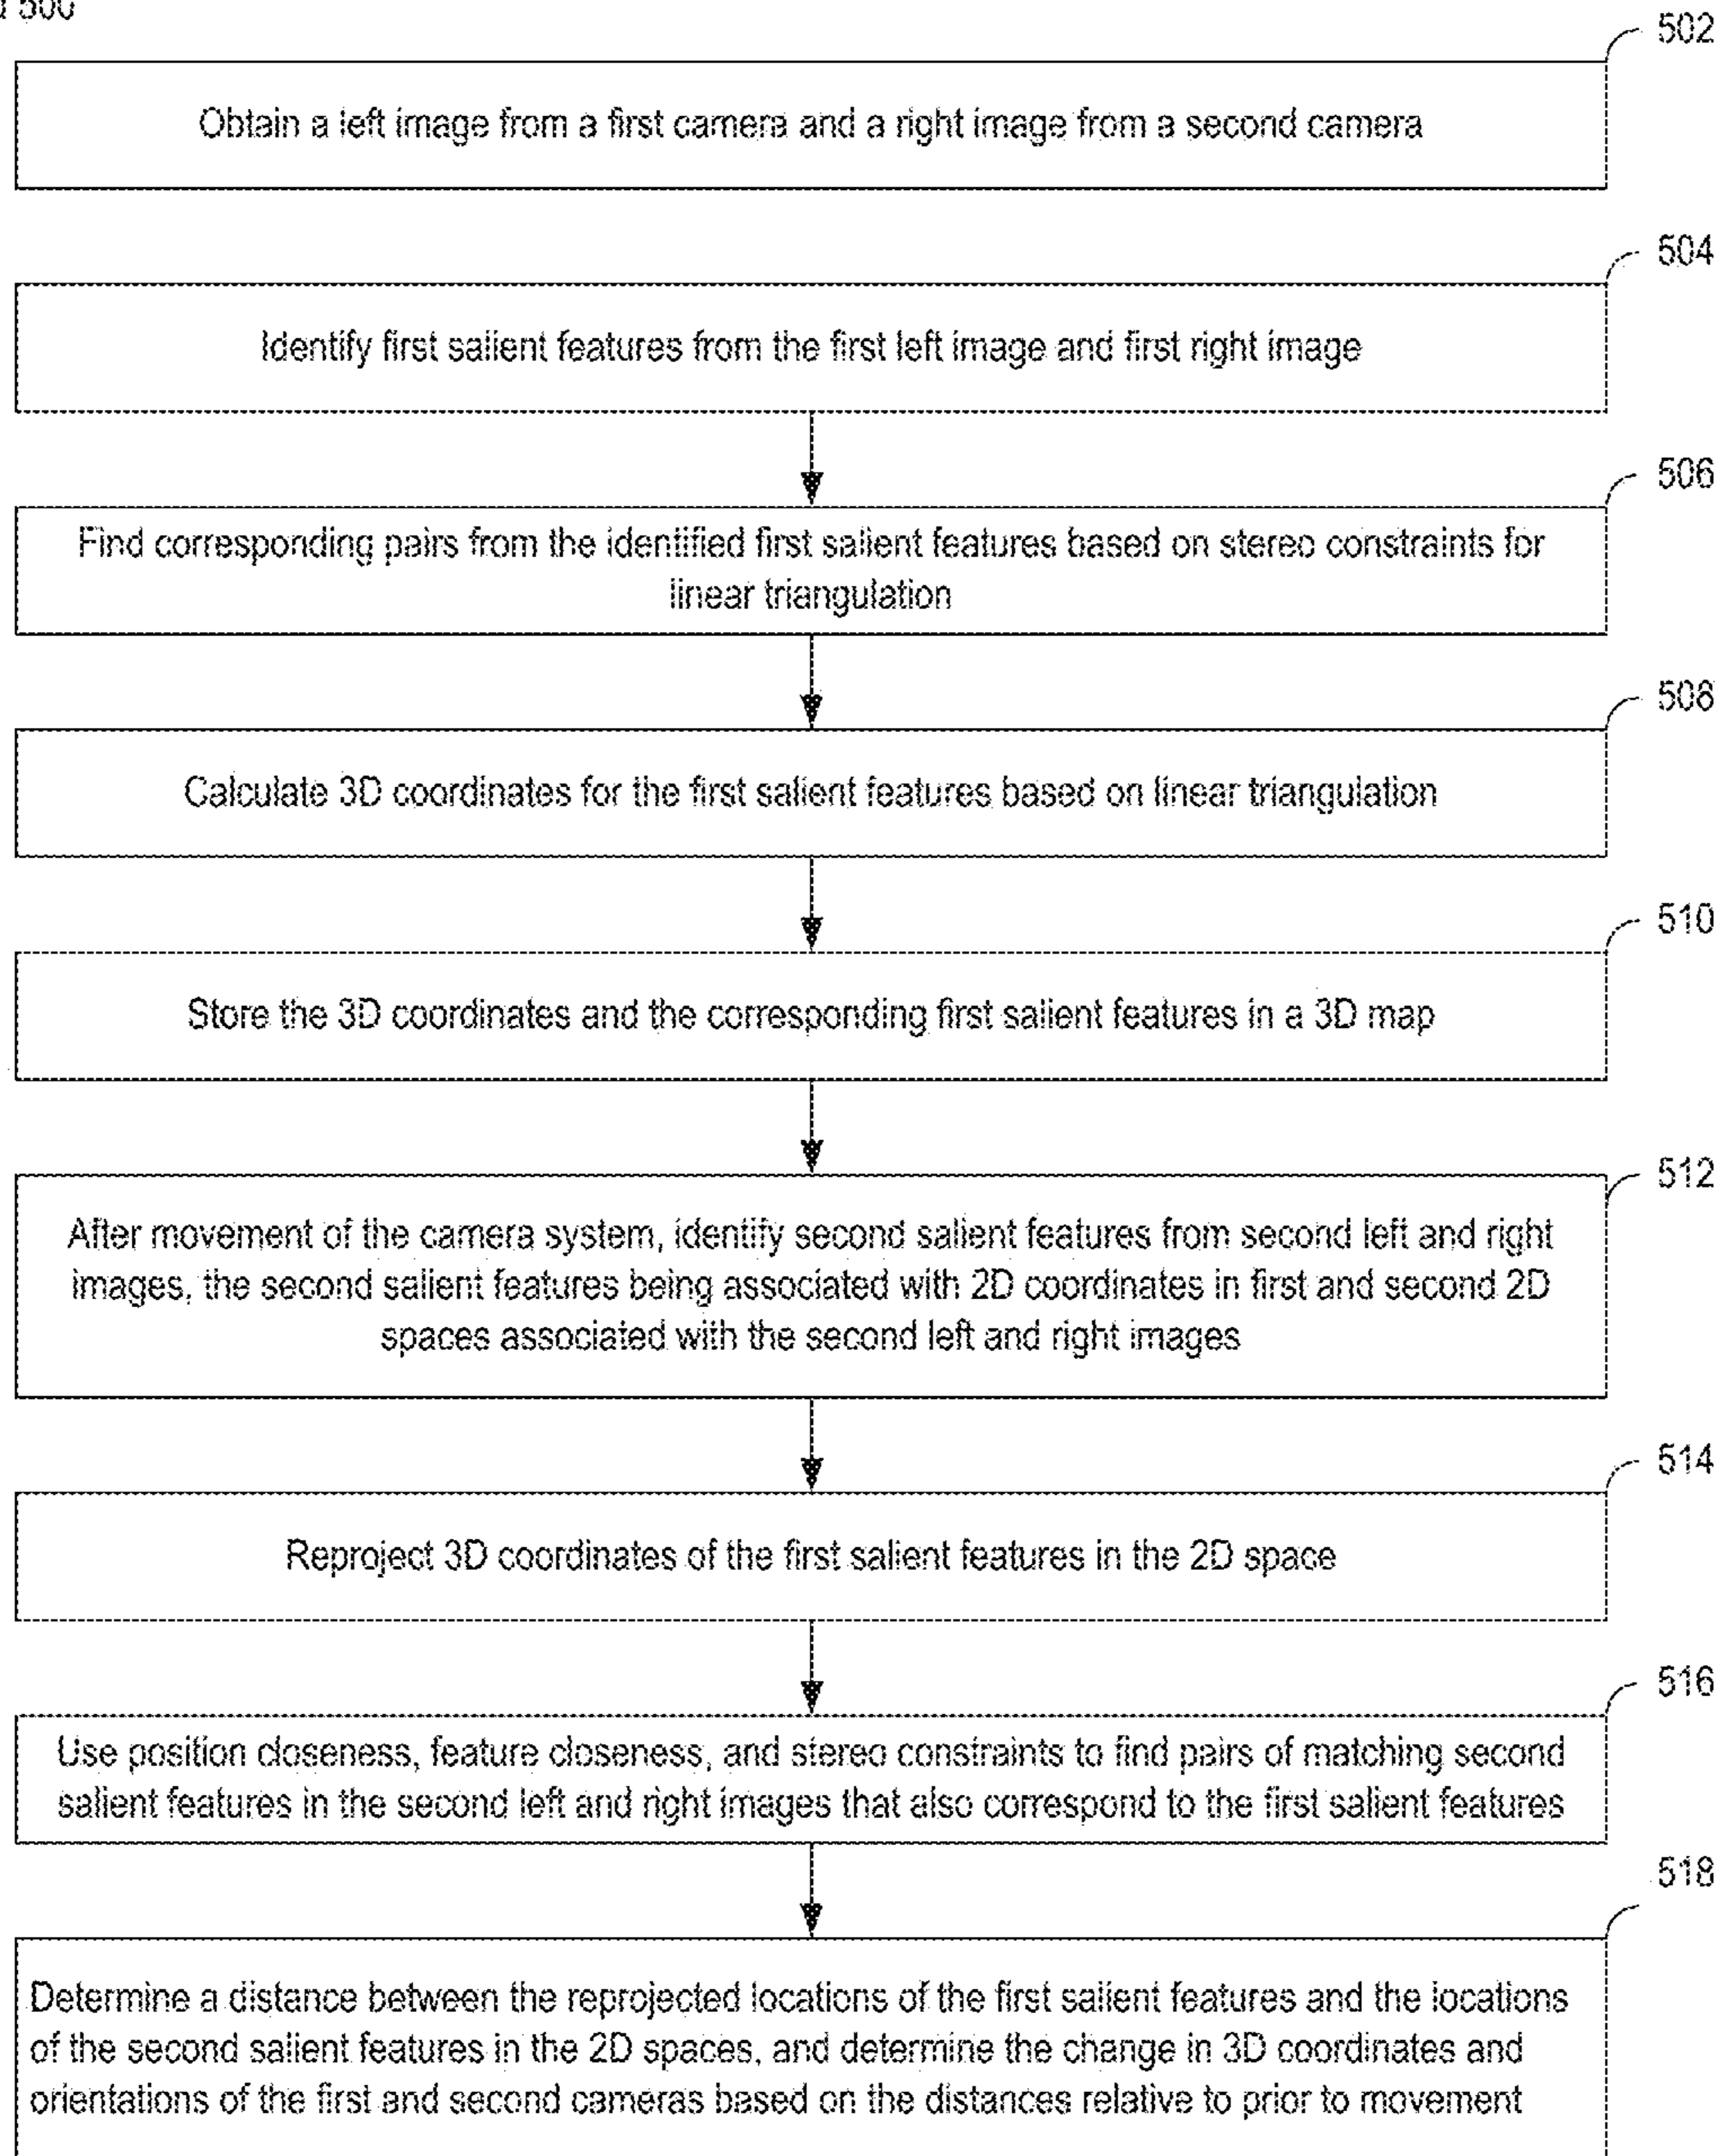 500
502
Obtain a left image from a first camera and a right image from a second camera
504
Identify first salient features from the first left image and first right image
506
Find corresponding pairs from the identified first salient features based on stereo constraints for
linear triangulation
508
Calculate 3D coordinates for the first salient features based on linear triangulation
510
Store the 3D coordinates and the corresponding first salient features in a 3D map
512
After movement of the camera system, identify second salient features from second left and right
images, the second salient features being associated with 2D coordinates in first and second 2D
spaces associated with the second left and right images
514
Reproject 3D coordinates of the first salient features in the 2D space
516
Use position closeness, feature closeness, and stereo constraints to find pairs of matching second
salient features in the second left and right images that also correspond to the first salient features
518
Determine a distance between the reprojected locations of the first salient features and the locations
of the second salient features in the 2D spaces, and determine the change in 3D coordinates and
orientations of the first and second cameras based on the distances relative to prior to movement